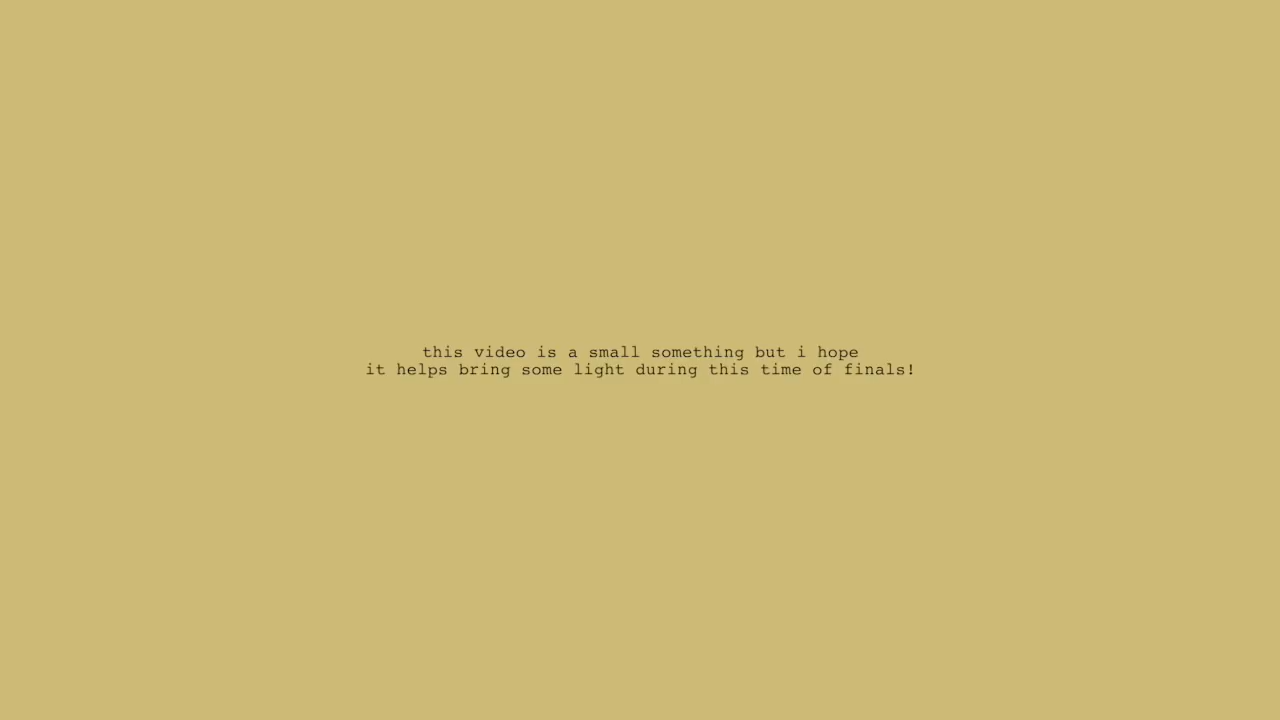 this video is a small something but i hope
it helps bring some light during this time of finals!